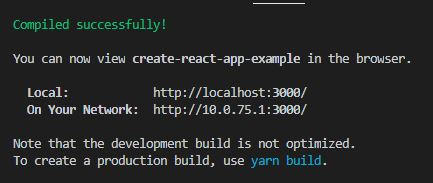 Compiled successfully!
You can now view create-react-app-example in the browser.
Local: http://localhost:3000/
On Your Network: http://10.0.75.1:3000/
Note that the development build is not optimized.
To create a production build, use yarn build.